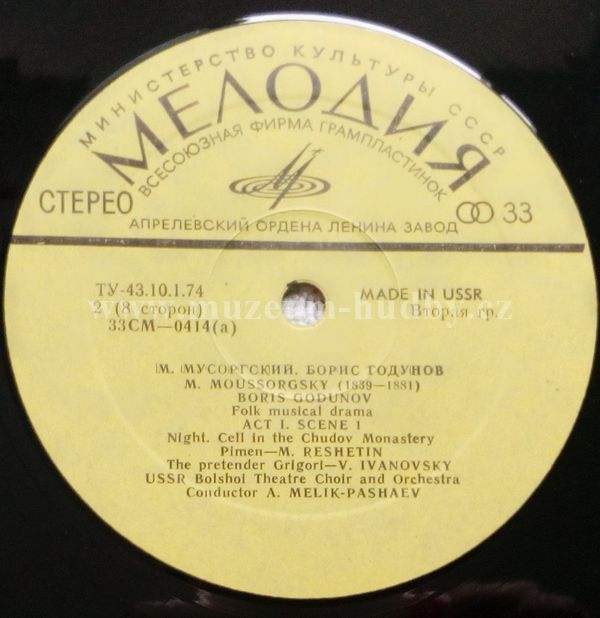 МИНИСТЕРСТВО КУЛЬТУРЫ СССР
МЕЛОДИЯ
ВСЕСОЮЗНАЯ ФИРМА ГРАМПЛАСТИНОК
СТЕРЕО
33
АПРЕЛЕВСКИЙ ОРДЕНА ЛЕНИНА ЗАВОД
ТУ-43.10.1.74
MADE IN USSR
2 (8 сторон)
Вторая гр.
www.muzeum-hudby.cz
33СМ—0414(а)
М. МУСОРГСКИЙ. БОРИС ГОДУНОВ
M. MOUSSORGSKY (1839—1881)
BORIS GODUNOV
Folk musical drama
ACT I. SCENE 1
Night. Cell in the Chudov Monastery
Pimen—M. RESHETIN
The pretender Grigori—V. IVANOVSKY
USSR Bolshoi Theatre Choir and Orchestra
Conductor A. MELIK-PASHAEV